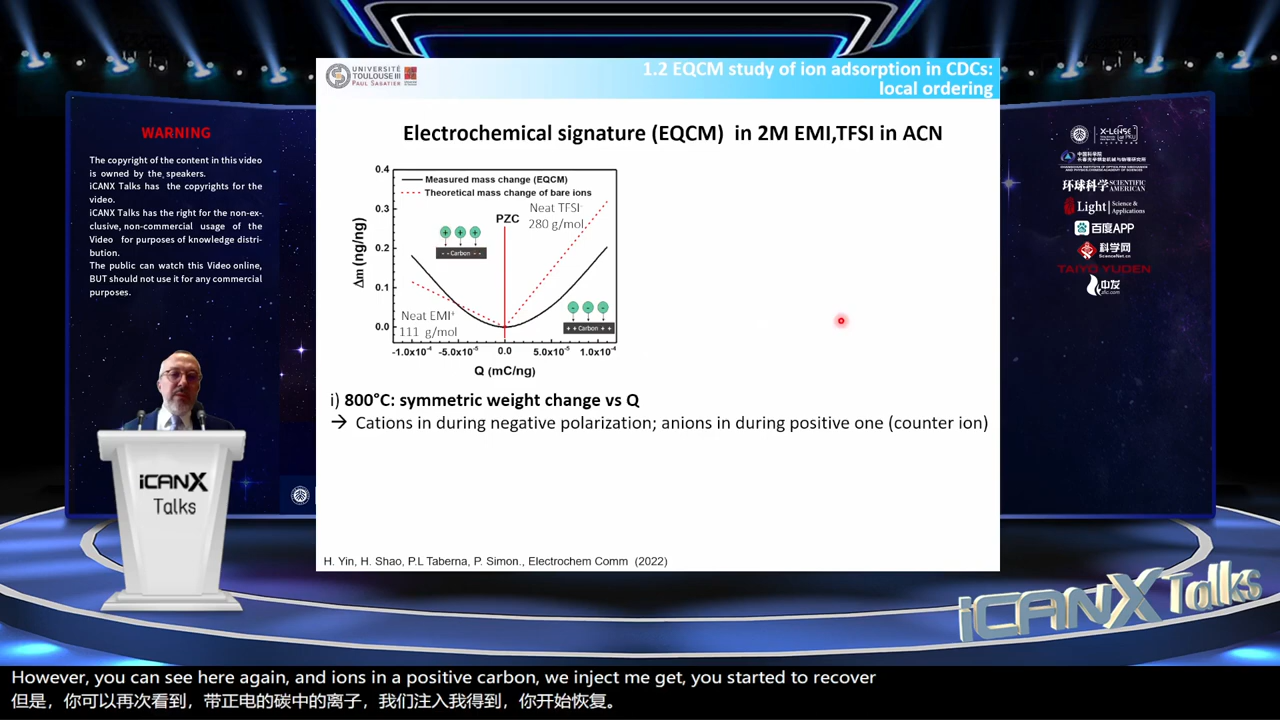 UNIVERSITÉ
TOULOUSE III
PAUL SABATIER
1.2 EQCM study of ion adsorption in CDCs:
local ordering
Electrochemical signature (EQCM) in 2M EMI,TFSI in ACN
Measured mass change (EQCM)
Theoretical mass change of bare ions
Neat TFSI⁻
280 g/mol
PZC
+ + +
- - Carbon - -
Neat EMI⁺
111 g/mol
- - -
+ + Carbon + +
0.4
0.3
0.2
0.1
0.0
Δm (ng/ng)
-1.0x10⁻⁴ -5.0x10⁻⁵ 0.0 5.0x10⁻⁵ 1.0x10⁻⁴
Q (mC/ng)
i) 800°C: symmetric weight change vs Q
→ Cations in during negative polarization; anions in during positive one (counter ion)
H. Yin, H. Shao, P.L Taberna, P. Simon., Electrochem Comm (2022)
WARNING
The copyright of the content in this video
is owned by the speakers.
iCANX Talks has the copyrights for the
video.
iCANX Talks has the right for the non-ex-
clusive, non-commercial usage of the
Video for purposes of knowledge distri-
bution.
The public can watch this Video online,
BUT should not use it for any commercial
purposes.
iCANX
Talks
X-LENSE
环球科学 SCIENTIFIC AMERICAN
Light Science & Applications
百度APP
科学网
ScienceNet.cn
TAIYO YUDEN
中友
iCANX Talks
However, you can see here again, and ions in a positive carbon, we inject me get, you started to recover
但是，你可以再次看到，带正电的碳中的离子，我们注入我得到，你开始恢复。